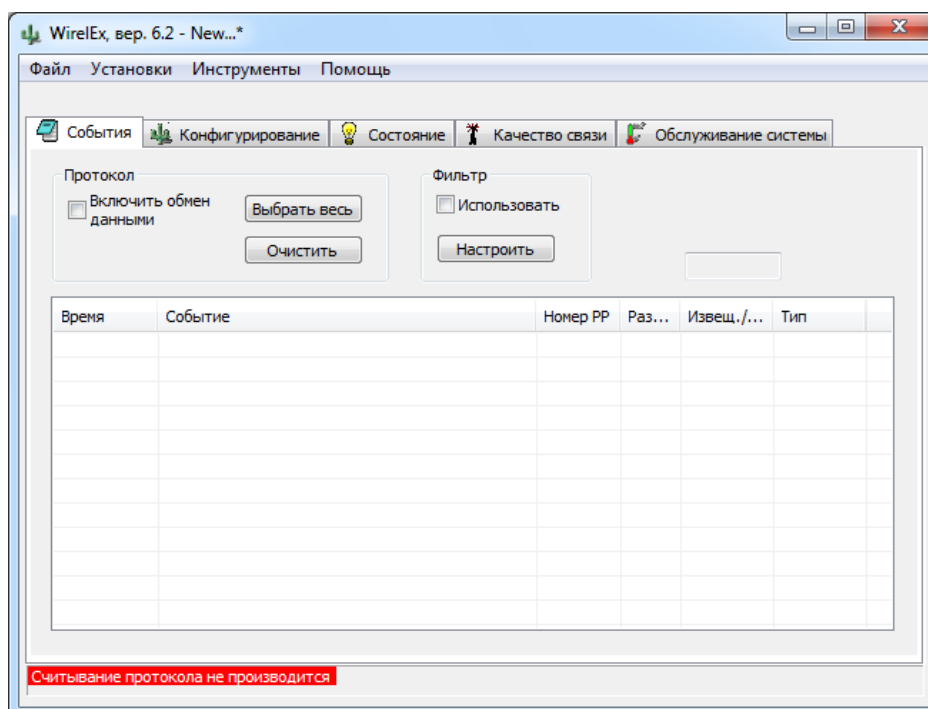 WirelEx, вер. 6.2 - New...*
Файл Установки Инструменты Помощь
События Конфигурирование Состояние Качество связи Обслуживание системы
Протокол
Включить обмен
данными
Выбрать весь
Очистить
Фильтр
Использовать
Настроить
Время Событие Номер РР Раз... Извещ./... Тип
Считывание протокола не производится